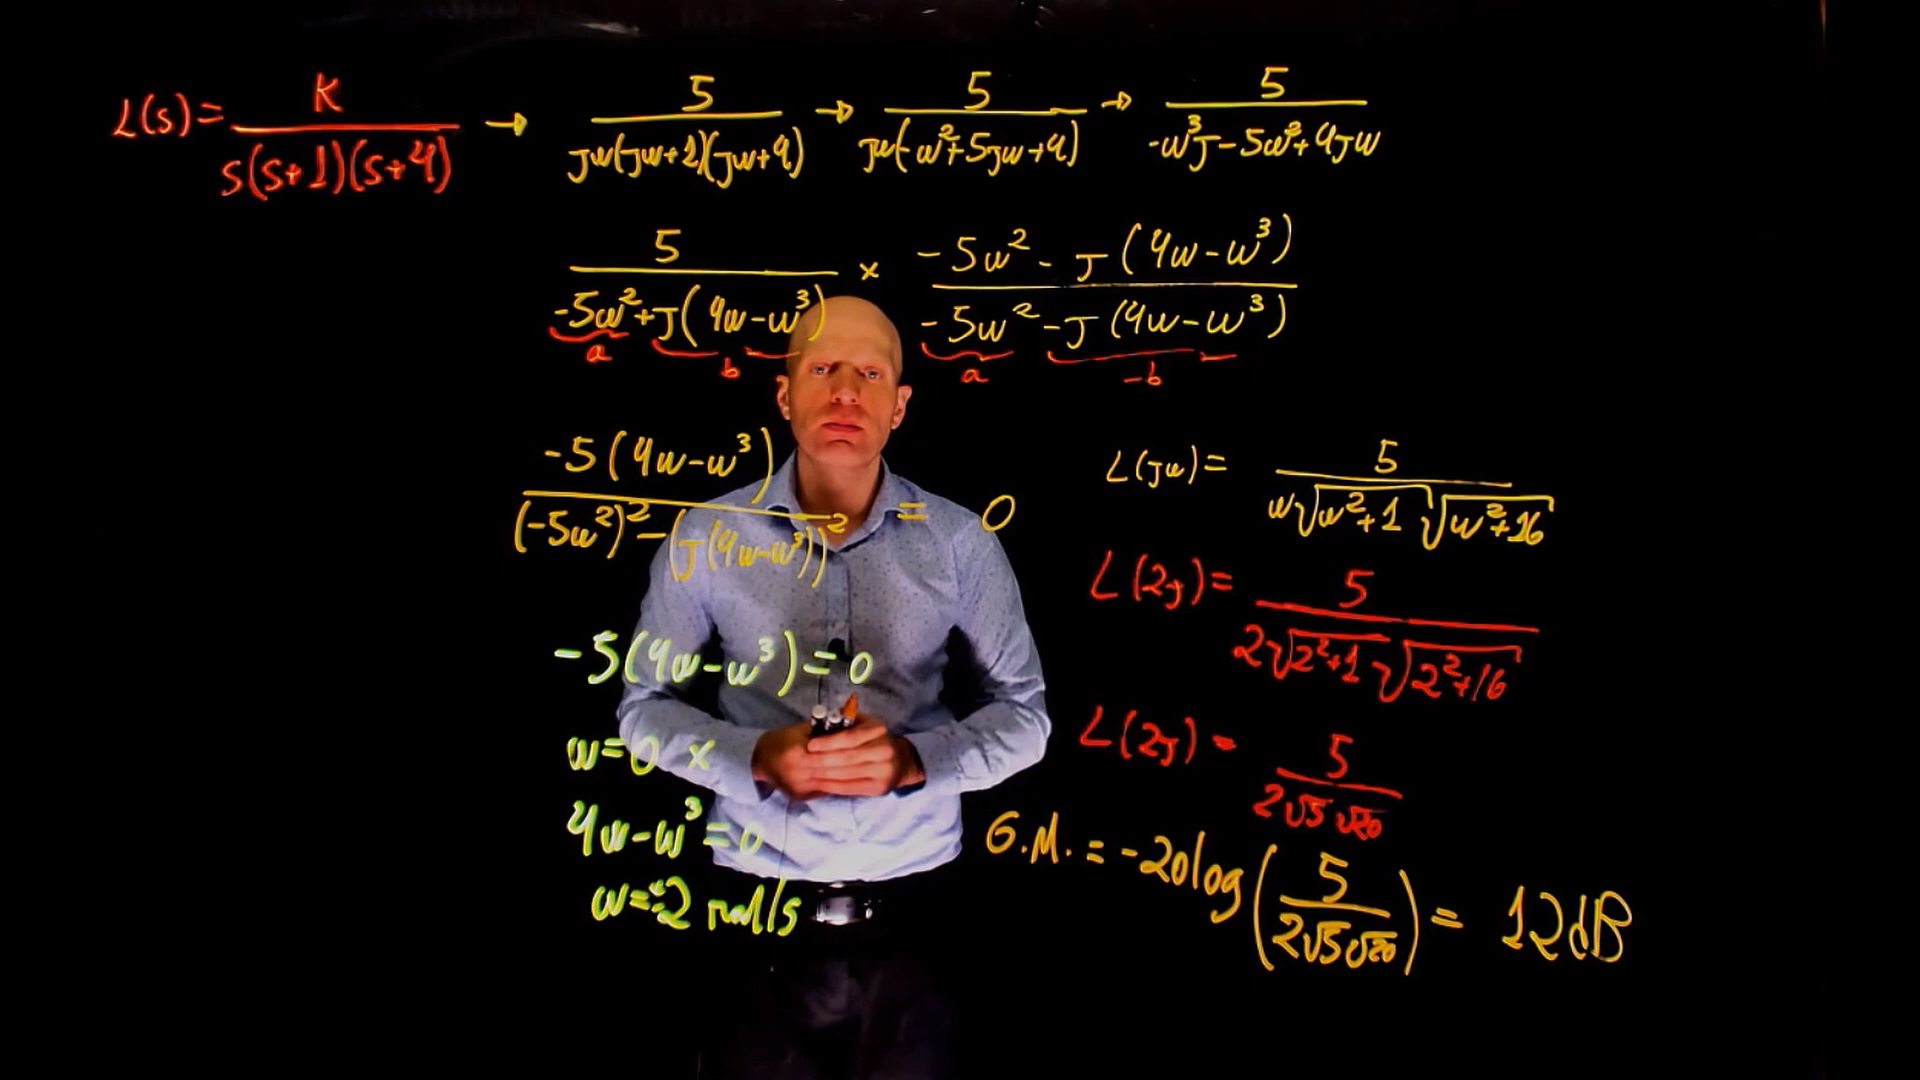 L(s) = K / s(s+1)(s+4) → 5 / jw(jw+1)(jw+4) → 5 / jw(-w²+5jw+4) → 5 / -w³j-5w²+4jw
5 / -5w²+j(4w-w³) × -5w²-j(4w-w³) / -5w²-j(4w-w³)
a b a -b
-5(4w-w³) / (-5w²)²-(j(4w-w³))² = 0
-5(4w-w³)=0
w=0 x
4w-w³=0
w=±2 rad/s
L(jw) = 5 / w√w²+1 √w²+16
L(2j) = 5 / 2√2²+1 √2²+16
L(2j) = 5 / 2√5√20
G.M. = -20log(5 / 2√5√20) = 12dB